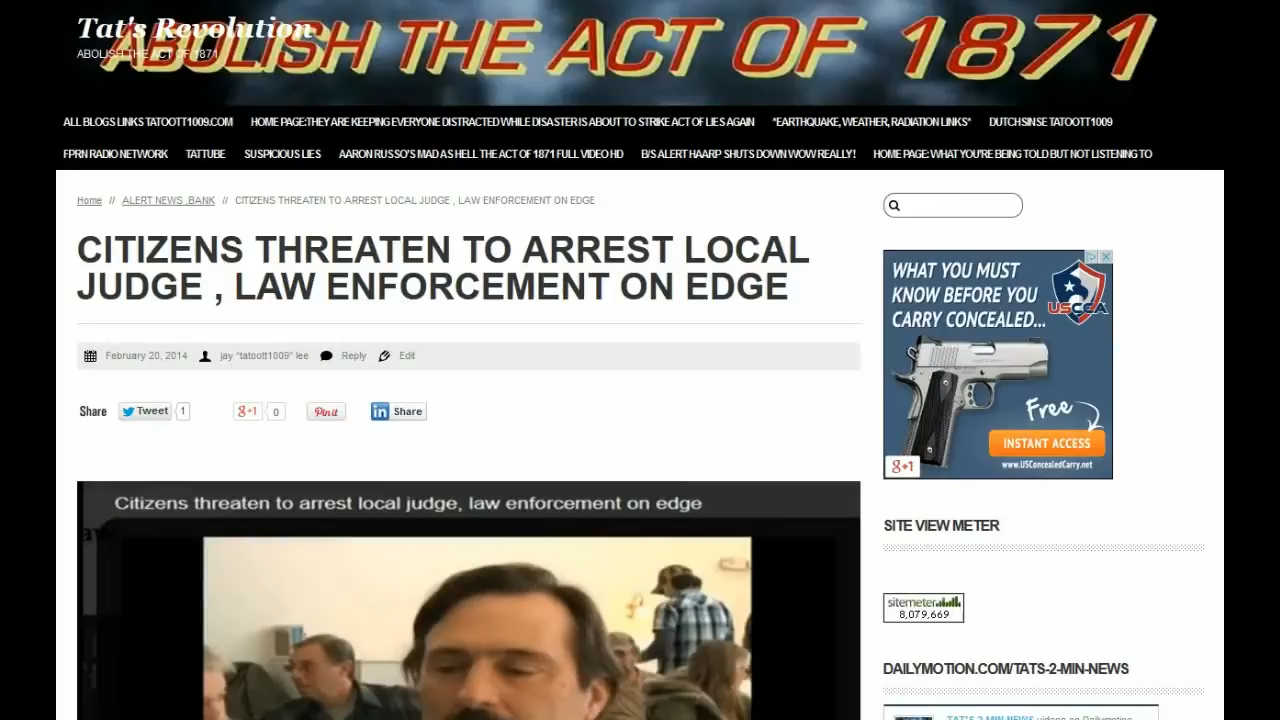 Tat's Revolution
ABOLISH THE ACT OF 1871
ABOLISH THE ACT OF 1871
ALL BLOGS LINKS TATOOTT1009.COM
HOME PAGE:THEY ARE KEEPING EVERYONE DISTRACTED WHILE DISASTER IS ABOUT TO STRIKE ACT OF LIES AGAIN
*EARTHQUAKE, WEATHER, RADIATION LINKS*
DUTCHSINSE TATOOTT1009
FPRN RADIO NETWORK
TATTUBE
SUSPICIOUS LIES
AARON RUSSO'S MAD AS HELL THE ACT OF 1871 FULL VIDEO HD
B/S ALERT HAARP SHUTS DOWN WOW REALLY!
HOME PAGE: WHAT YOU'RE BEING TOLD BUT NOT LISTENING TO
Home // ALERT NEWS ,BANK // CITIZENS THREATEN TO ARREST LOCAL JUDGE , LAW ENFORCEMENT ON EDGE
CITIZENS THREATEN TO ARREST LOCAL
JUDGE , LAW ENFORCEMENT ON EDGE
February 20, 2014 jay "tatoott1009" lee Reply Edit
Share Tweet 1 g+1 0 Pin it in Share
Citizens threaten to arrest local judge, law enforcement on edge
WHAT YOU MUST
KNOW BEFORE YOU
CARRY CONCEALED...
USCCA
Free
INSTANT ACCESS
www.USConcealedCarry.net
g+1
SITE VIEW METER
sitemeter
8,079,669
DAILYMOTION.COM/TATS-2-MIN-NEWS
TAT'S 2 MIN NEWS videos on Dailymotion